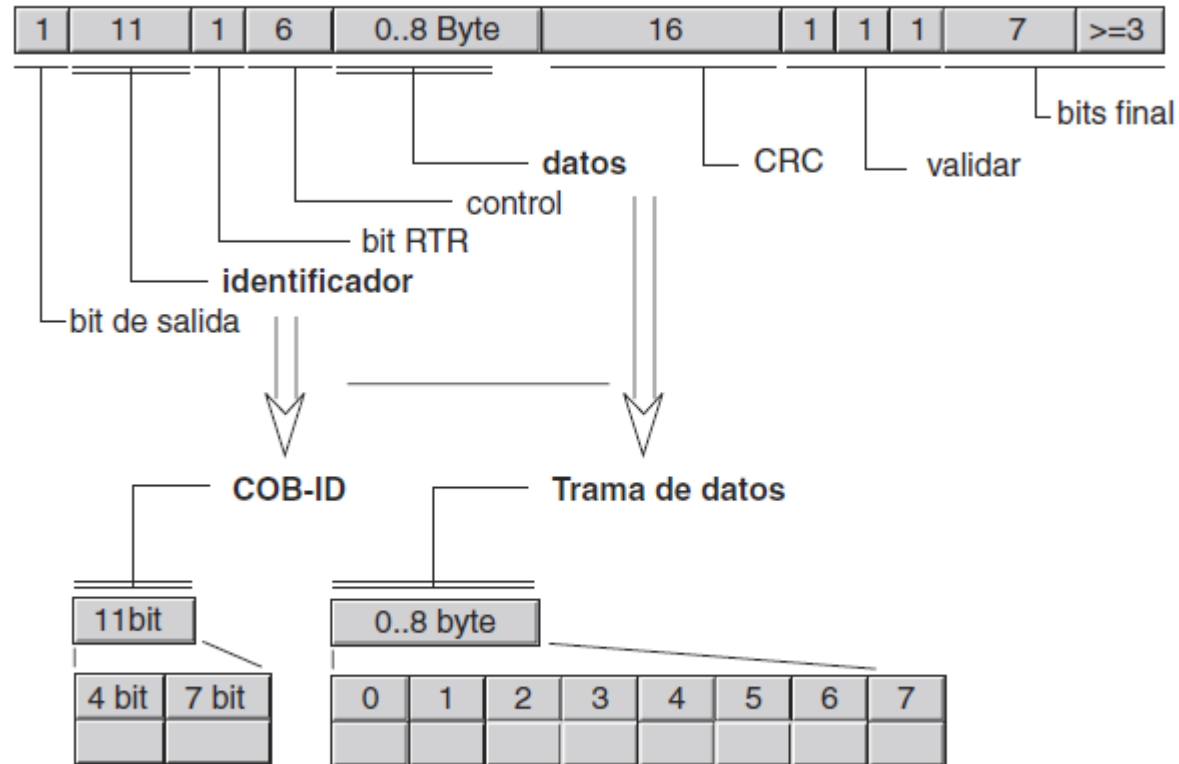 1 11 1 6 0..8 Byte 16 1 1 1 7 >=3
bits final
datos CRC validar
control
bit RTR
identificador
bit de salida
COB-ID Trama de datos
11bit 0..8 byte
4 bit 7 bit 0 1 2 3 4 5 6 7